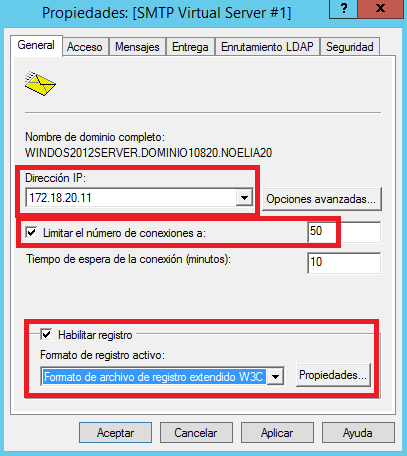 Propiedades: [SMTP Virtual Server #1]
? x
General Acceso Mensajes Entrega Enrutamiento LDAP Seguridad
Nombre de dominio completo:
WINDOS2012SERVER.DOMINIO10820.NOELIA20
Dirección IP:
172.18.20.11 Opciones avanzadas...
Limitar el número de conexiones a: 50
Tiempo de espera de la conexión (minutos): 10
Habilitar registro
Formato de registro activo:
Formato de archivo de registro extendido W3C Propiedades...
Aceptar Cancelar Aplicar Ayuda